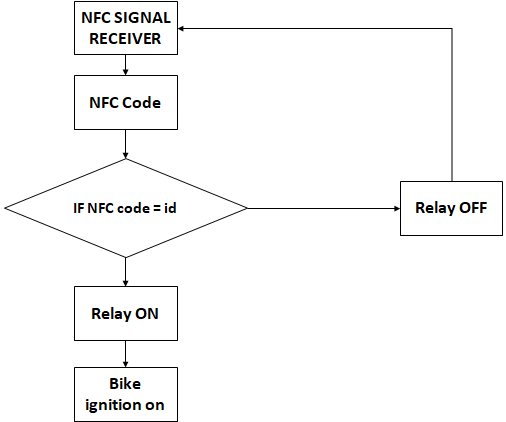 NFC SIGNAL
RECEIVER
NFC Code
IF NFC code = id
Relay OFF
Relay ON
Bike
ignition on